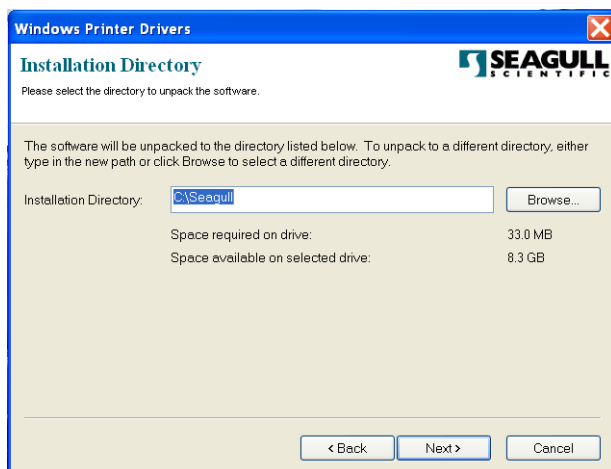 Windows Printer Drivers
Installation Directory
SEAGULL
SCIENTIFIC
Please select the directory to unpack the software.
The software will be unpacked to the directory listed below. To unpack to a different directory, either
type in the new path or click Browse to select a different directory.
Installation Directory: C:\Seagull Browse...
Space required on drive: 33.0 MB
Space available on selected drive: 8.3 GB
< Back Next > Cancel